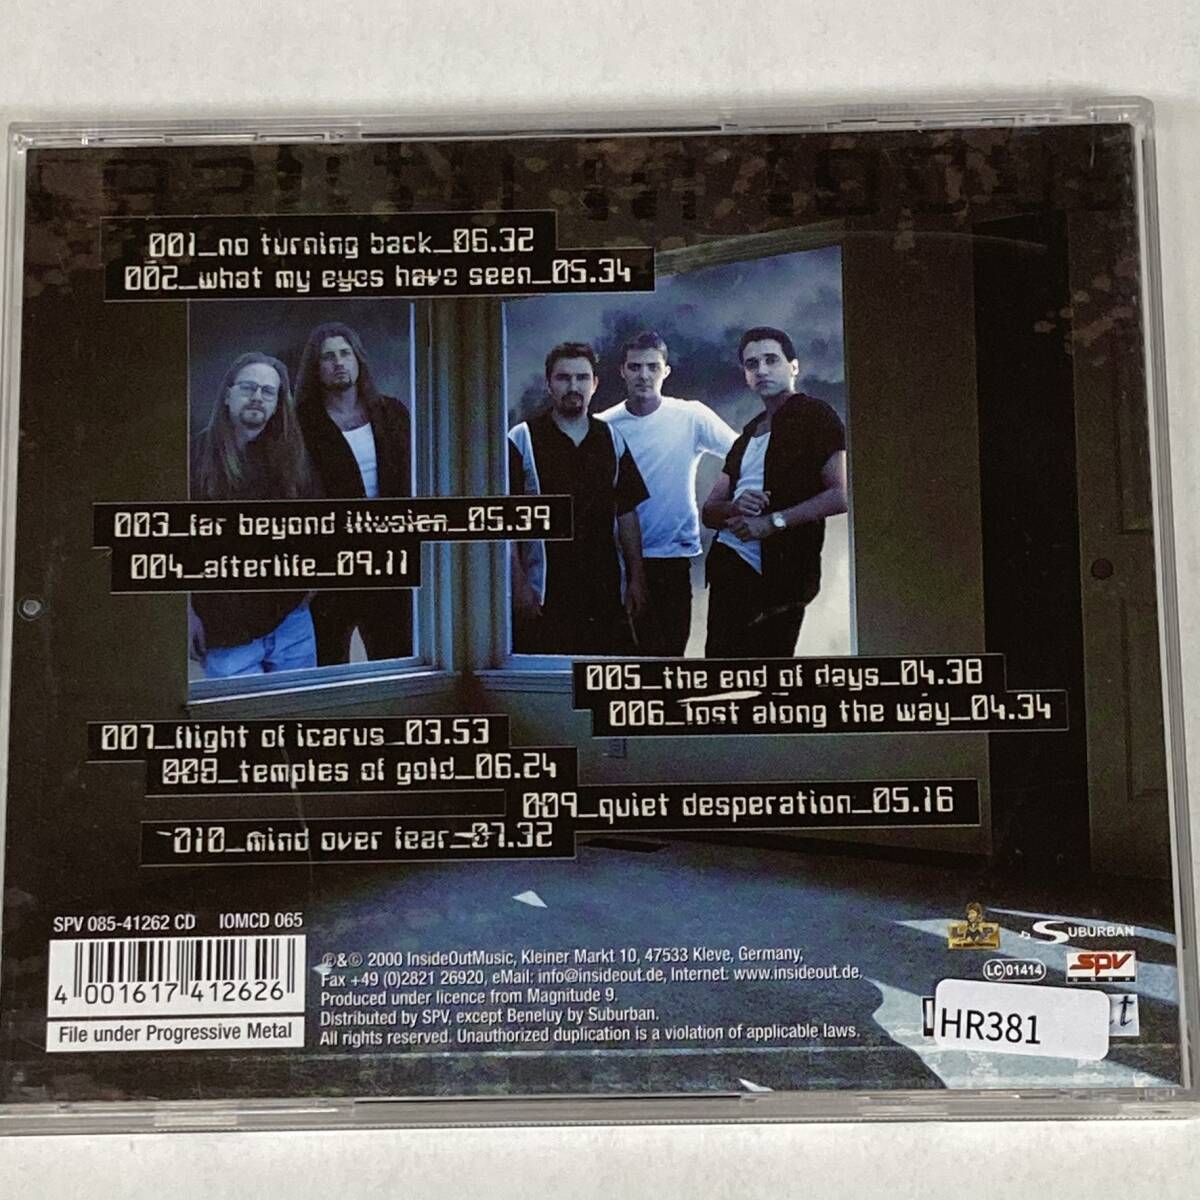 001_no turning back_06.32
002_what my eyes have seen_05.34
003_far beyond illusion_05.39
004_afterlife_09.11
005_the end of days_04.38
006_lost along the way_04.34
007_flight of icarus_03.53
008_temples of gold_06.24
009_quiet desperation_05.16
010_mind over fear_07.32
SPV 085-41262 CD IOMCD 065
4 001617 412626
File under Progressive Metal
℗&© 2000 InsideOutMusic, Kleiner Markt 10, 47533 Kleve, Germany,
Fax +49 (0)2821 26920, eMail: info@insideout.de, Internet: www.insideout.de.
Produced under licence from Magnitude 9.
Distributed by SPV, except Beneluy by Suburban.
All rights reserved. Unauthorized duplication is a violation of applicable laws.
LMP
SUBURBAN
LC 01414
SPV
HR381